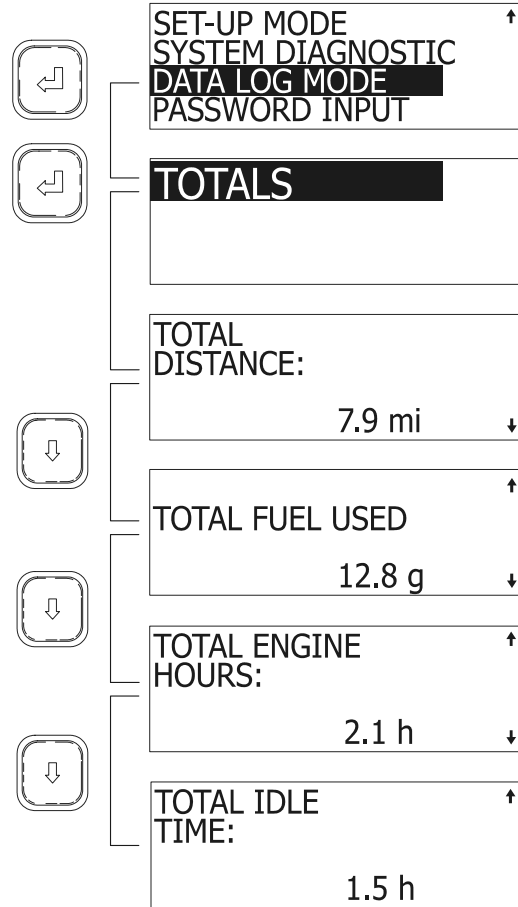 SET-UP MODE
SYSTEM DIAGNOSTIC
DATA LOG MODE
PASSWORD INPUT
TOTALS
TOTAL
DISTANCE:
7.9 mi
TOTAL FUEL USED
12.8 g
TOTAL ENGINE
HOURS:
2.1 h
TOTAL IDLE
TIME:
1.5 h